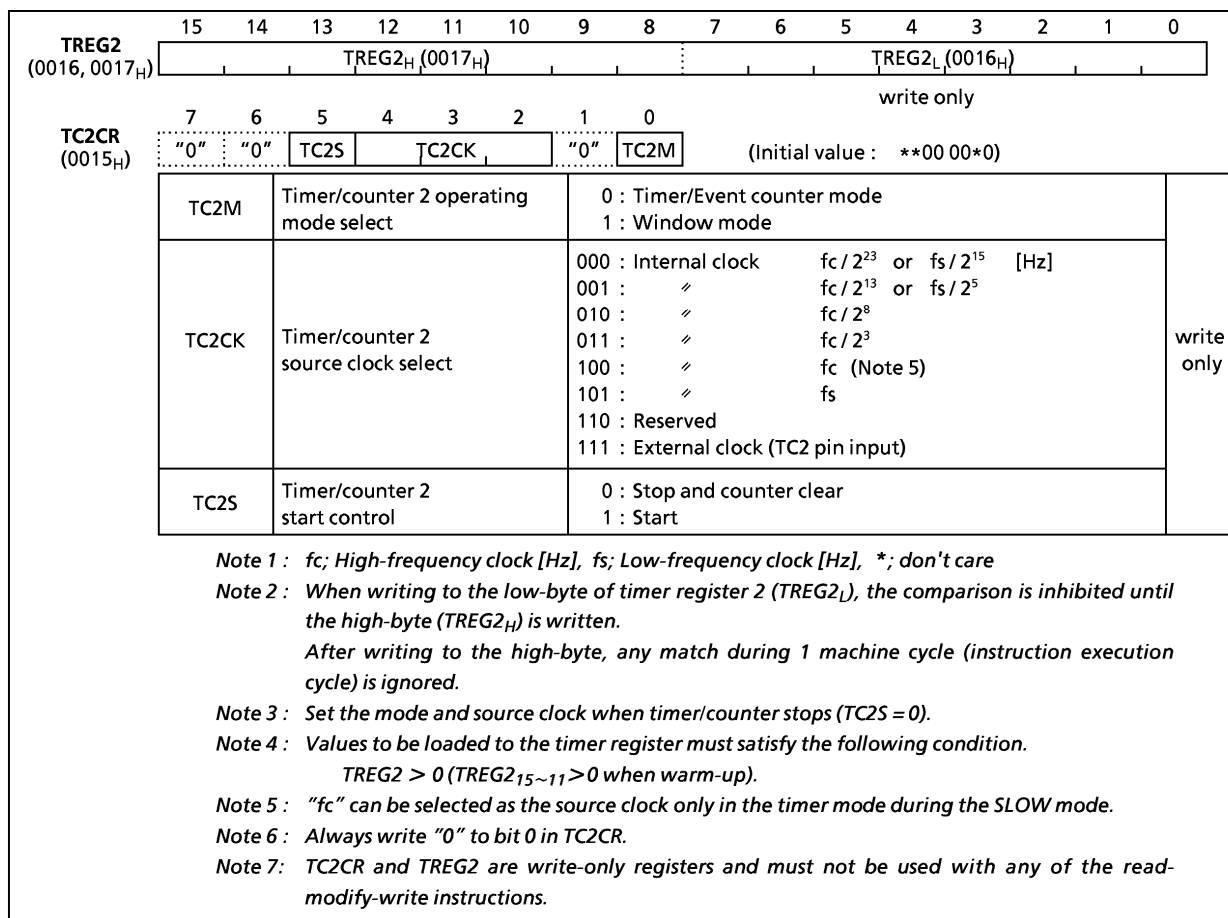 15 14 13 12 11 10 9 8 7 6 5 4 3 2 1 0
TREG2
(0016, 0017H)
TREG2H (0017H) TREG2L (0016H)
write only
7 6 5 4 3 2 1 0
TC2CR
(0015H)
"0" "0" TC2S TC2CK "0" TC2M (Initial value : **00 00*0)
TC2M Timer/counter 2 operating mode select
0 : Timer/Event counter mode
1 : Window mode
TC2CK Timer/counter 2 source clock select
000 : Internal clock fc / 2^23 or fs / 2^15 [Hz]
001 : 〃 fc / 2^13 or fs / 2^5
010 : 〃 fc / 2^8
011 : 〃 fc / 2^3
100 : 〃 fc (Note 5)
101 : 〃 fs
110 : Reserved
111 : External clock (TC2 pin input)
TC2S Timer/counter 2 start control
0 : Stop and counter clear
1 : Start
write only
Note 1 : fc; High-frequency clock [Hz], fs; Low-frequency clock [Hz], *; don't care
Note 2 : When writing to the low-byte of timer register 2 (TREG2L), the comparison is inhibited until
the high-byte (TREG2H) is written.
After writing to the high-byte, any match during 1 machine cycle (instruction execution
cycle) is ignored.
Note 3 : Set the mode and source clock when timer/counter stops (TC2S = 0).
Note 4 : Values to be loaded to the timer register must satisfy the following condition.
TREG2 > 0 (TREG215~11 > 0 when warm-up).
Note 5 : "fc" can be selected as the source clock only in the timer mode during the SLOW mode.
Note 6 : Always write "0" to bit 0 in TC2CR.
Note 7: TC2CR and TREG2 are write-only registers and must not be used with any of the read-
modify-write instructions.